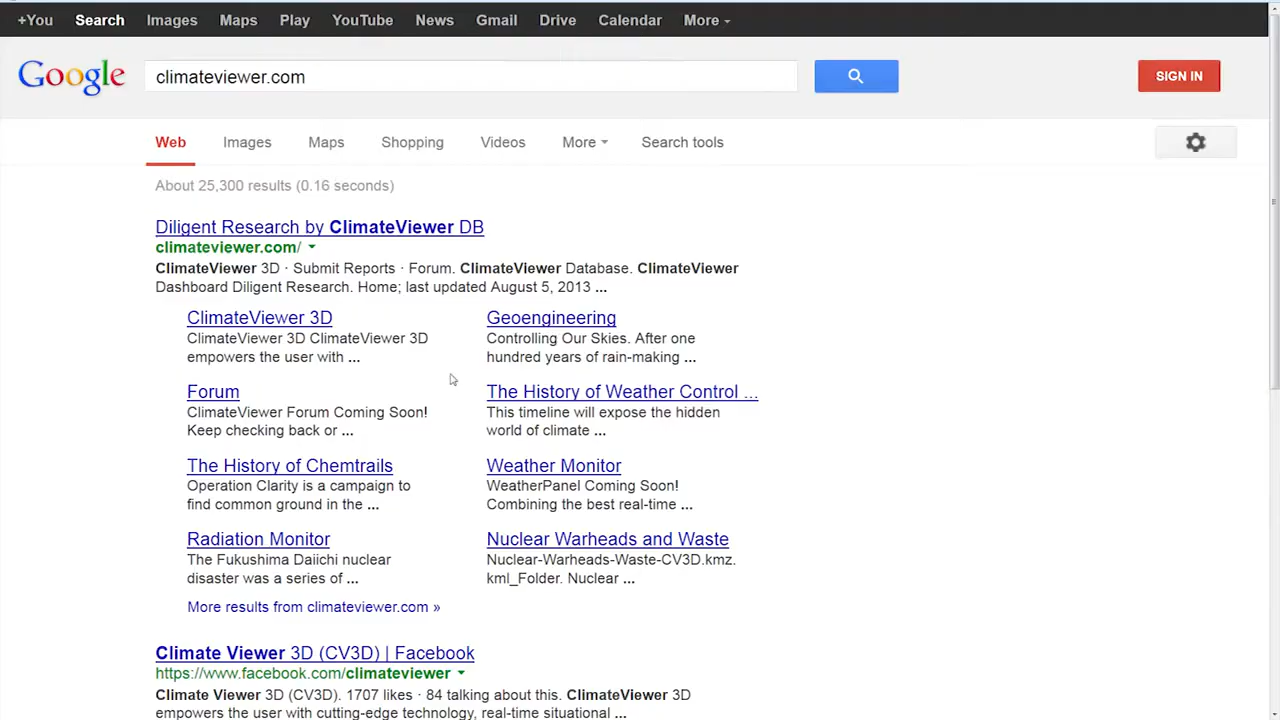 +You Search Images Maps Play YouTube News Gmail Drive Calendar More
Google climateviewer.com SIGN IN
Web Images Maps Shopping Videos More Search tools
About 25,300 results (0.16 seconds)
Diligent Research by ClimateViewer DB
climateviewer.com/
ClimateViewer 3D · Submit Reports · Forum. ClimateViewer Database. ClimateViewer
Dashboard Diligent Research. Home; last updated August 5, 2013 ...
ClimateViewer 3D
ClimateViewer 3D ClimateViewer 3D
empowers the user with ...
Geoengineering
Controlling Our Skies. After one
hundred years of rain-making ...
Forum
ClimateViewer Forum Coming Soon!
Keep checking back or ...
The History of Weather Control ...
This timeline will expose the hidden
world of climate ...
The History of Chemtrails
Operation Clarity is a campaign to
find common ground in the ...
Weather Monitor
WeatherPanel Coming Soon!
Combining the best real-time ...
Radiation Monitor
The Fukushima Daiichi nuclear
disaster was a series of ...
Nuclear Warheads and Waste
Nuclear-Warheads-Waste-CV3D.kmz.
kml_Folder. Nuclear ...
More results from climateviewer.com »
Climate Viewer 3D (CV3D) | Facebook
https://www.facebook.com/climateviewer
Climate Viewer 3D (CV3D). 1707 likes · 84 talking about this. ClimateViewer 3D
empowers the user with cutting-edge technology, real-time situational ...